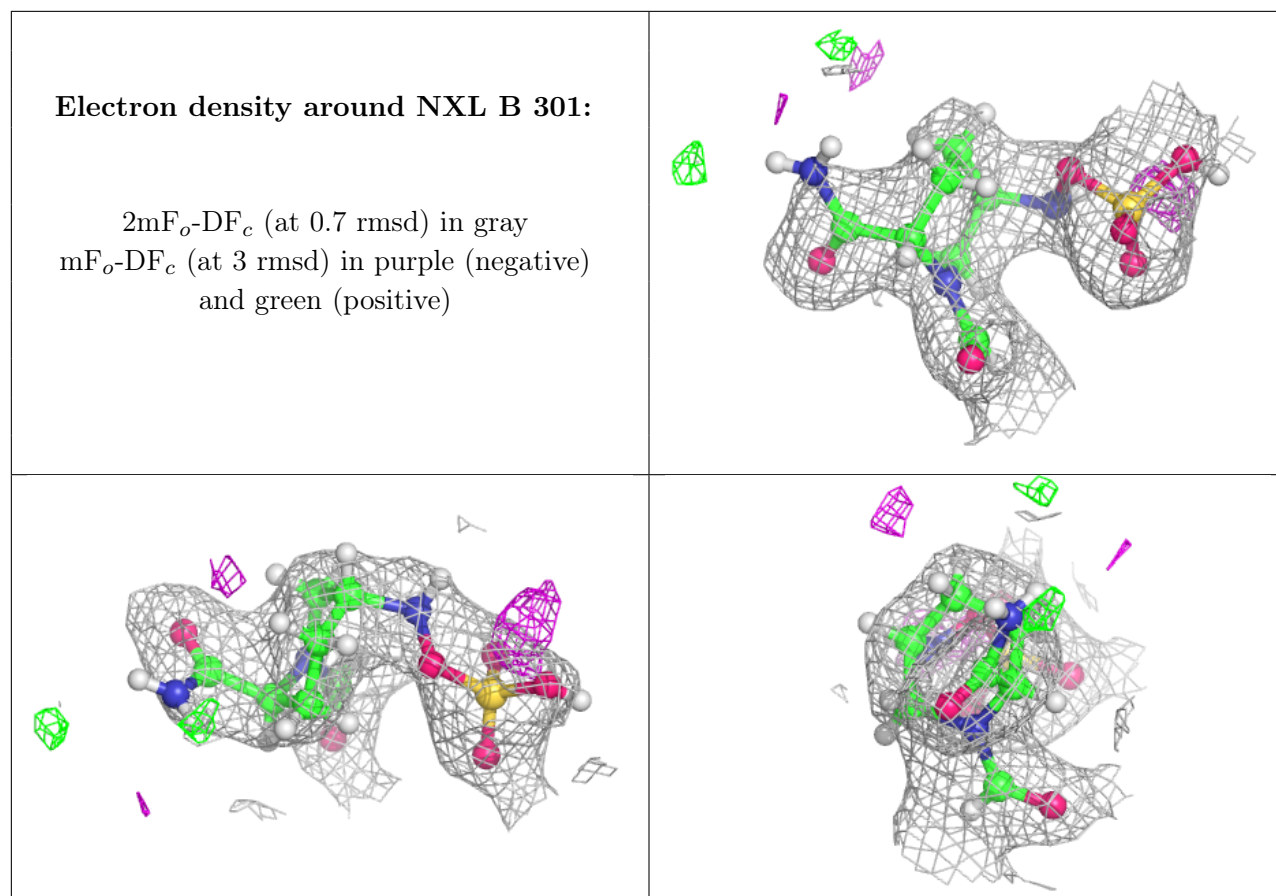 Electron density around NXL B 301:
2mFo-DFc (at 0.7 rmsd) in gray
mFo-DFc (at 3 rmsd) in purple (negative)
and green (positive)